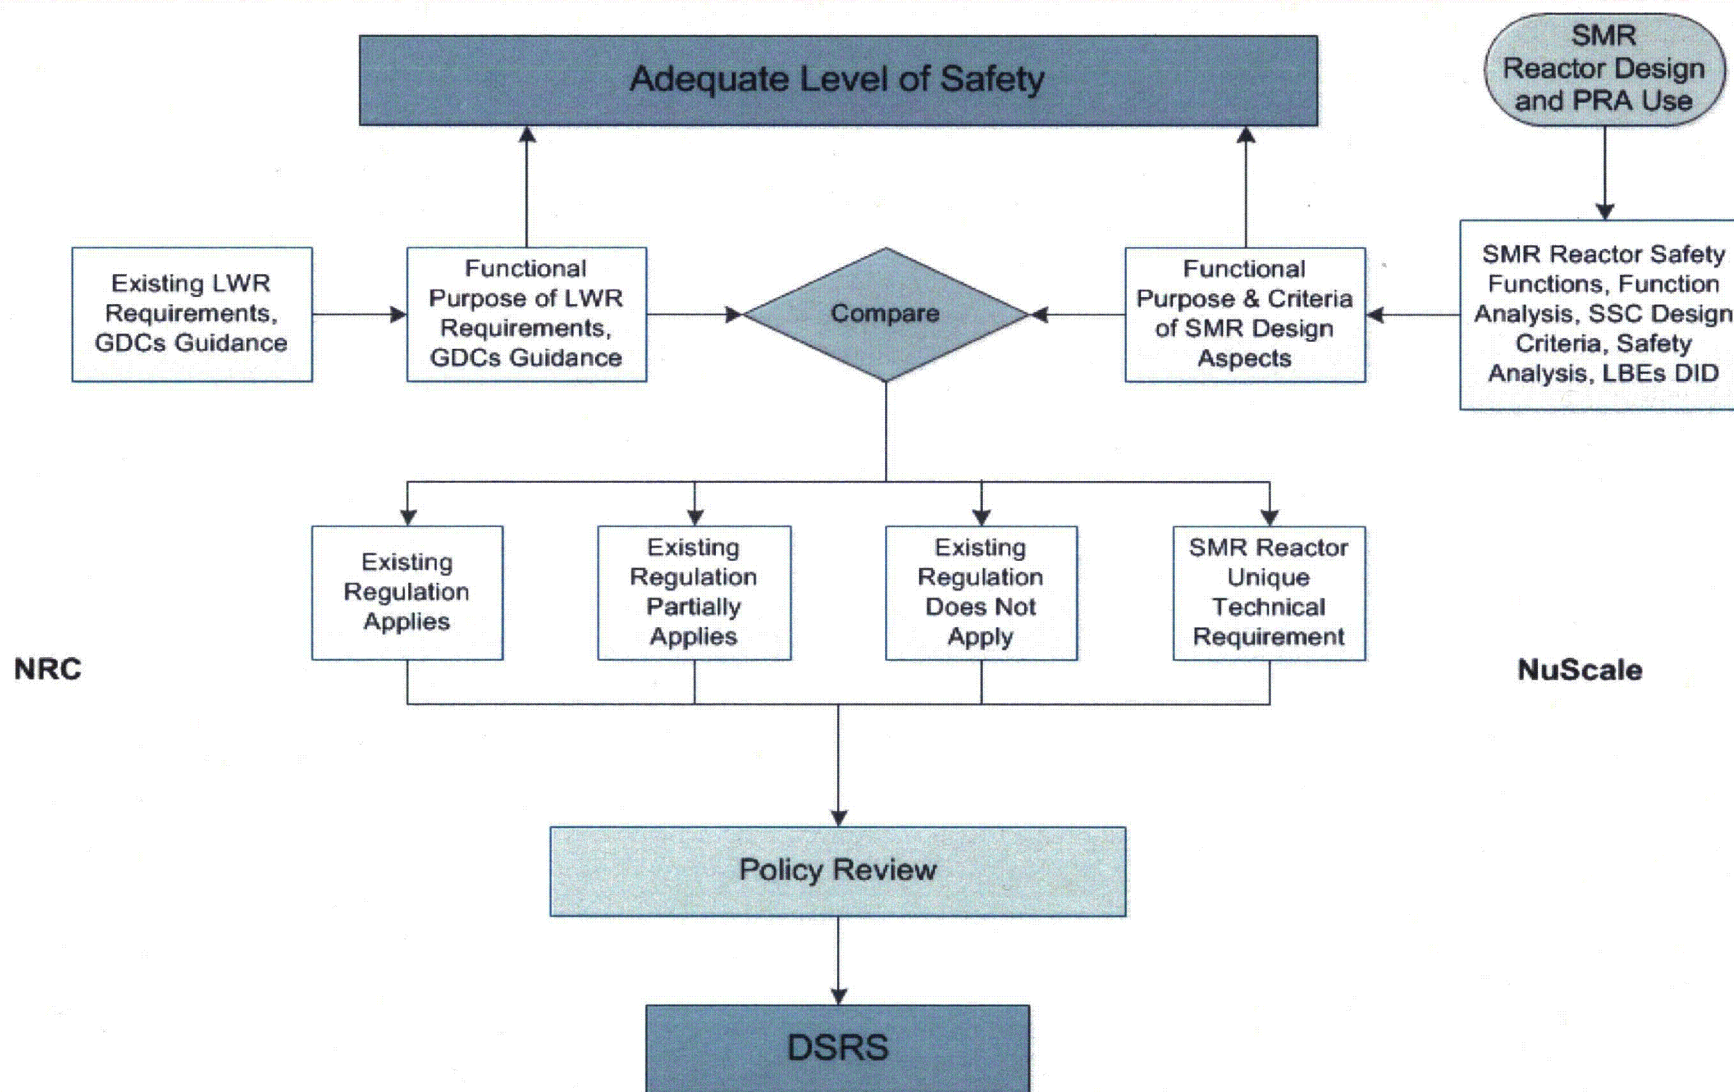 Adequate Level of Safety
SMR
Reactor Design
and PRA Use
Existing LWR
Requirements,
GDCs Guidance
Functional
Purpose of LWR
Requirements,
GDCs Guidance
Compare
Functional
Purpose & Criteria
of SMR Design
Aspects
SMR Reactor Safety
Functions, Function
Analysis, SSC Design
Criteria, Safety
Analysis, LBEs DID
Existing
Regulation
Applies
Existing
Regulation
Partially
Applies
Existing
Regulation
Does Not
Apply
SMR Reactor
Unique
Technical
Requirement
NRC
NuScale
Policy Review
DSRS